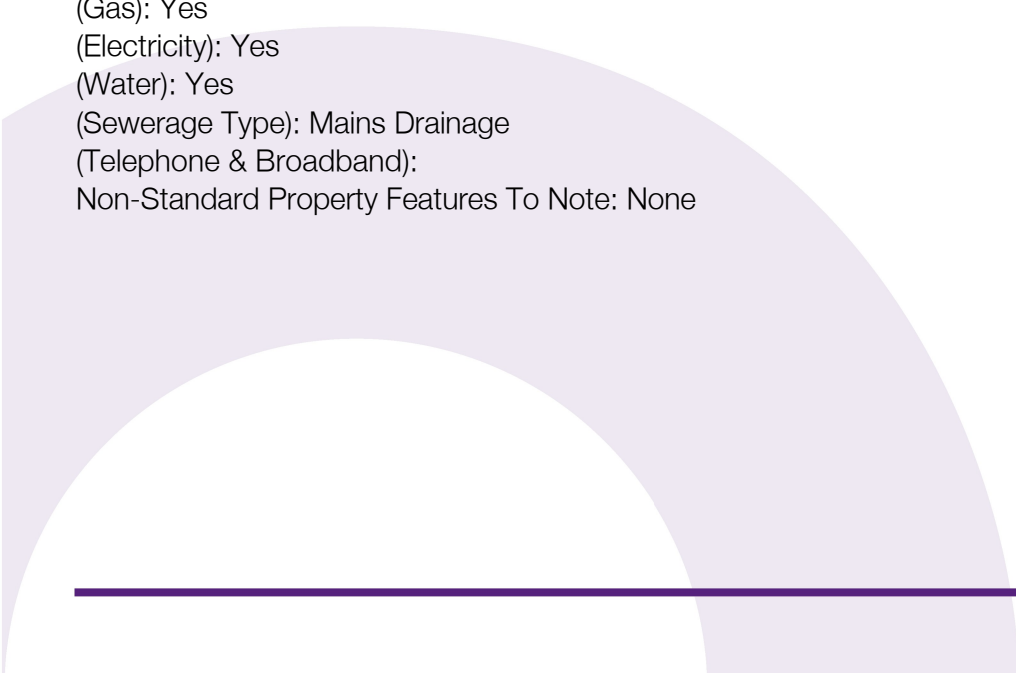 (Gas): Yes
(Electricity): Yes
(Water): Yes
(Sewerage Type): Mains Drainage
(Telephone & Broadband):
Non-Standard Property Features To Note: None